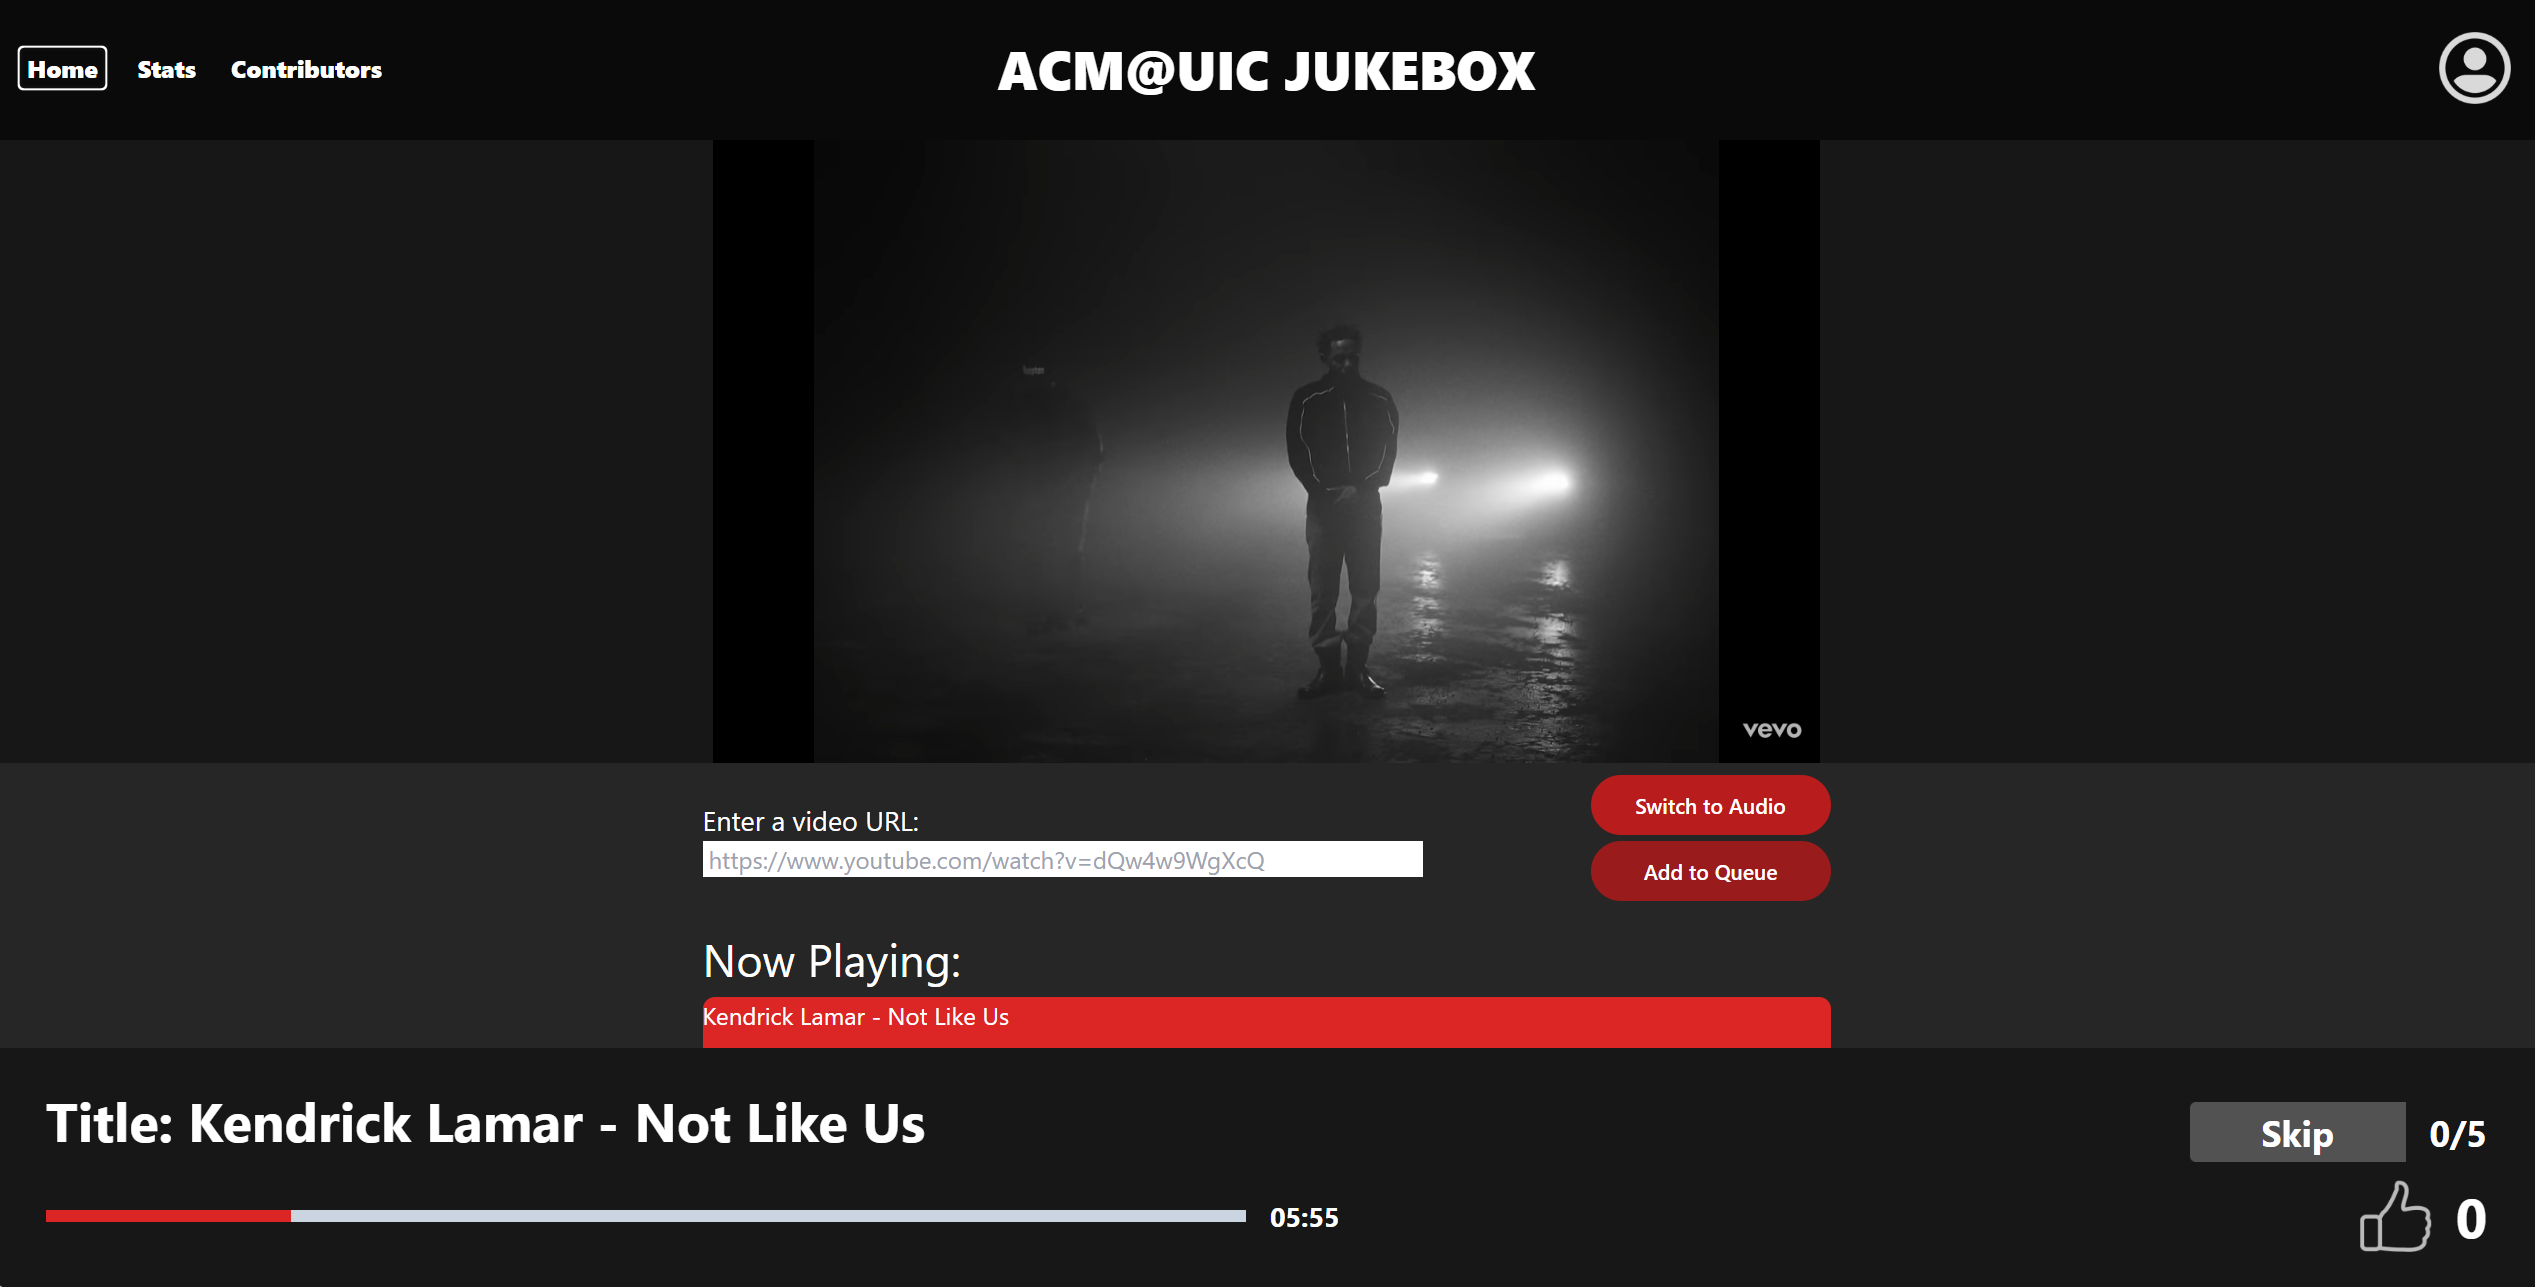 Home
Stats
Contributors
ACM@UIC JUKEBOX
vevo
Enter a video URL:
https://www.youtube.com/watch?v=dQw4w9WgXcQ
Switch to Audio
Add to Queue
Now Playing:
Kendrick Lamar - Not Like Us
Title: Kendrick Lamar - Not Like Us
Skip
0/5
05:55
0